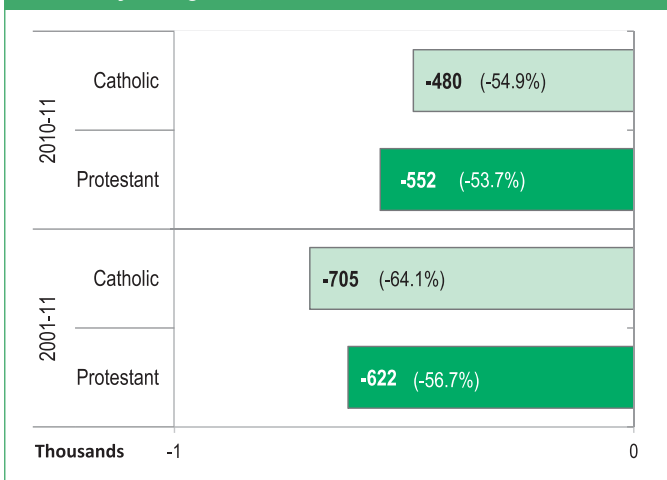 2010-11
Catholic
-480 (-54.9%)
Protestant
-552 (-53.7%)
2001-11
Catholic
-705 (-64.1%)
Protestant
-622 (-56.7%)
Thousands -1 0